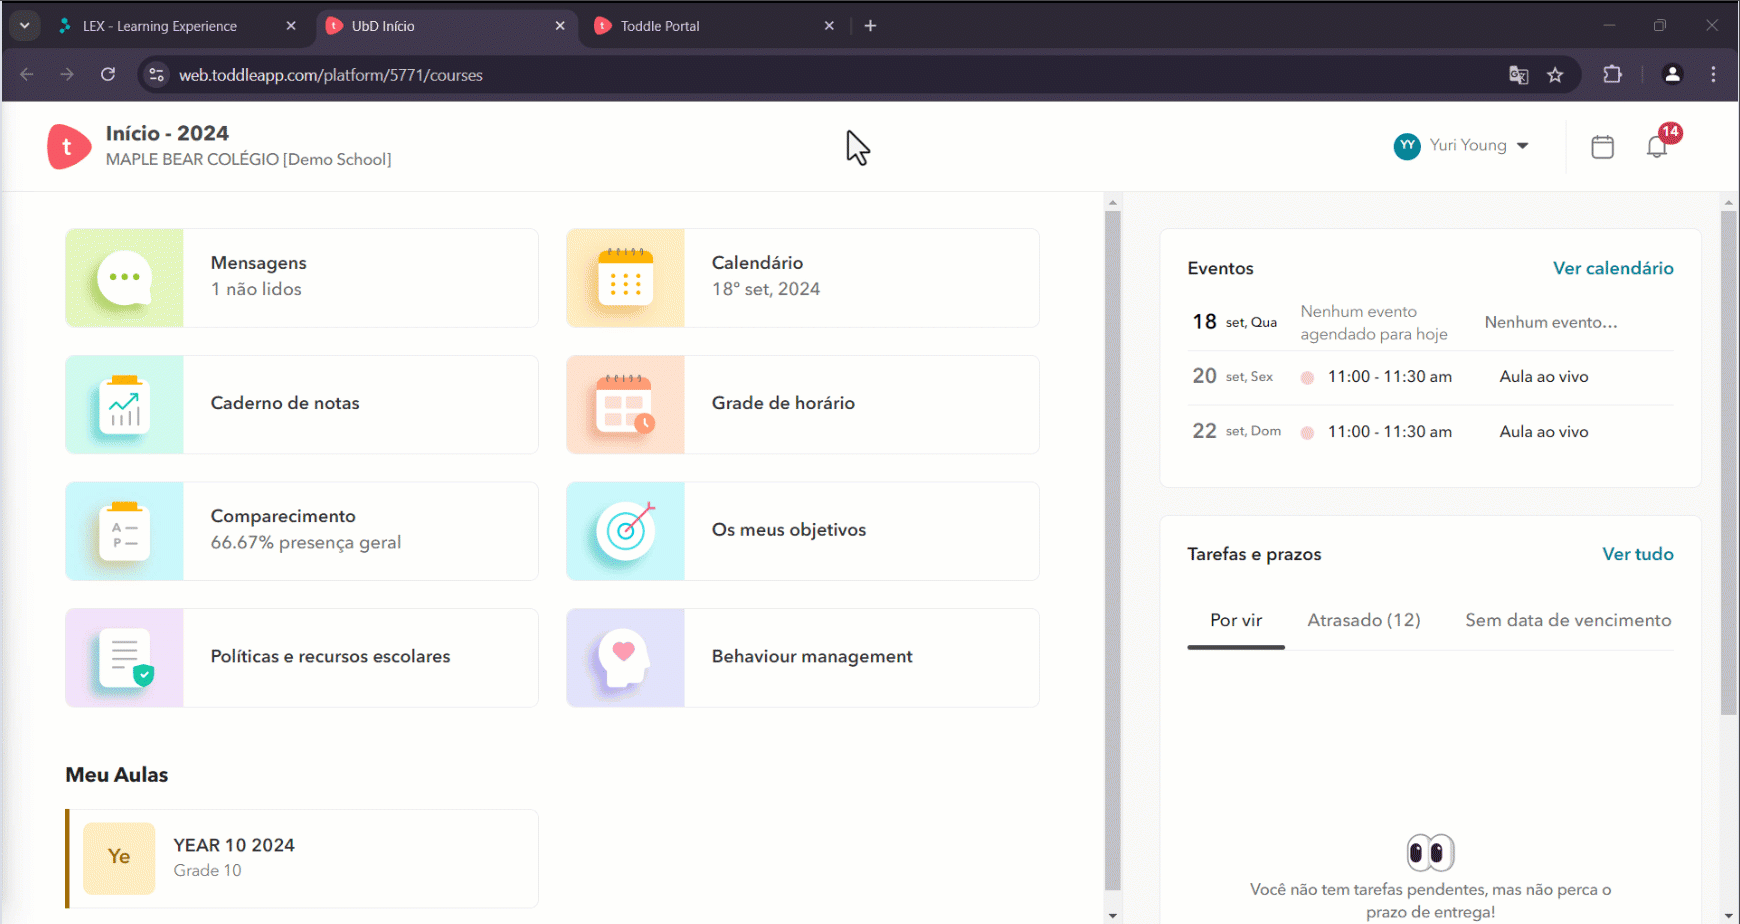 LEX - Learning Experience
UbD Início
Toddle Portal
web.toddleapp.com/platform/5771/courses
t
Início - 2024
MAPLE BEAR COLÉGIO [Demo School]
YY
Yuri Young
14
Mensagens
1 não lidos
Calendário
18º set, 2024
Caderno de notas
Grade de horário
A
P
Comparecimento
66.67% presença geral
Os meus objetivos
Políticas e recursos escolares
Behaviour management
Meu Aulas
Ye
YEAR 10 2024
Grade 10
Eventos
Ver calendário
18 set, Qua
Nenhum evento
agendado para hoje
Nenhum evento...
20 set, Sex 11:00 - 11:30 am Aula ao vivo
22 set, Dom 11:00 - 11:30 am Aula ao vivo
Tarefas e prazos
Ver tudo
Por vir
Atrasado (12)
Sem data de vencimento
Você não tem tarefas pendentes, mas não perca o
prazo de entrega!